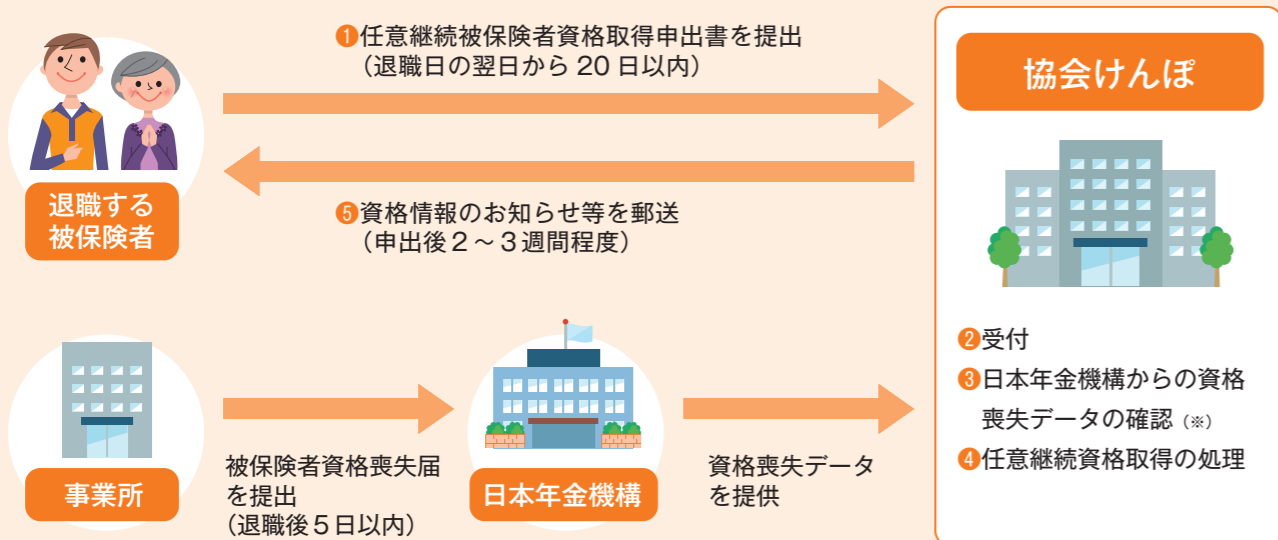 ❶任意継続被保険者資格取得申出書を提出
（退職日の翌日から 20 日以内）
協会けんぽ
退職する
被保険者
❺資格情報のお知らせ等を郵送
（申出後２～３週間程度）
❷受付
❸日本年金機構からの資格
喪失データの確認（※）
❹任意継続資格取得の処理
事業所
被保険者資格喪失届
を提出
（退職後５日以内）
日本年金機構
資格喪失データ
を提供